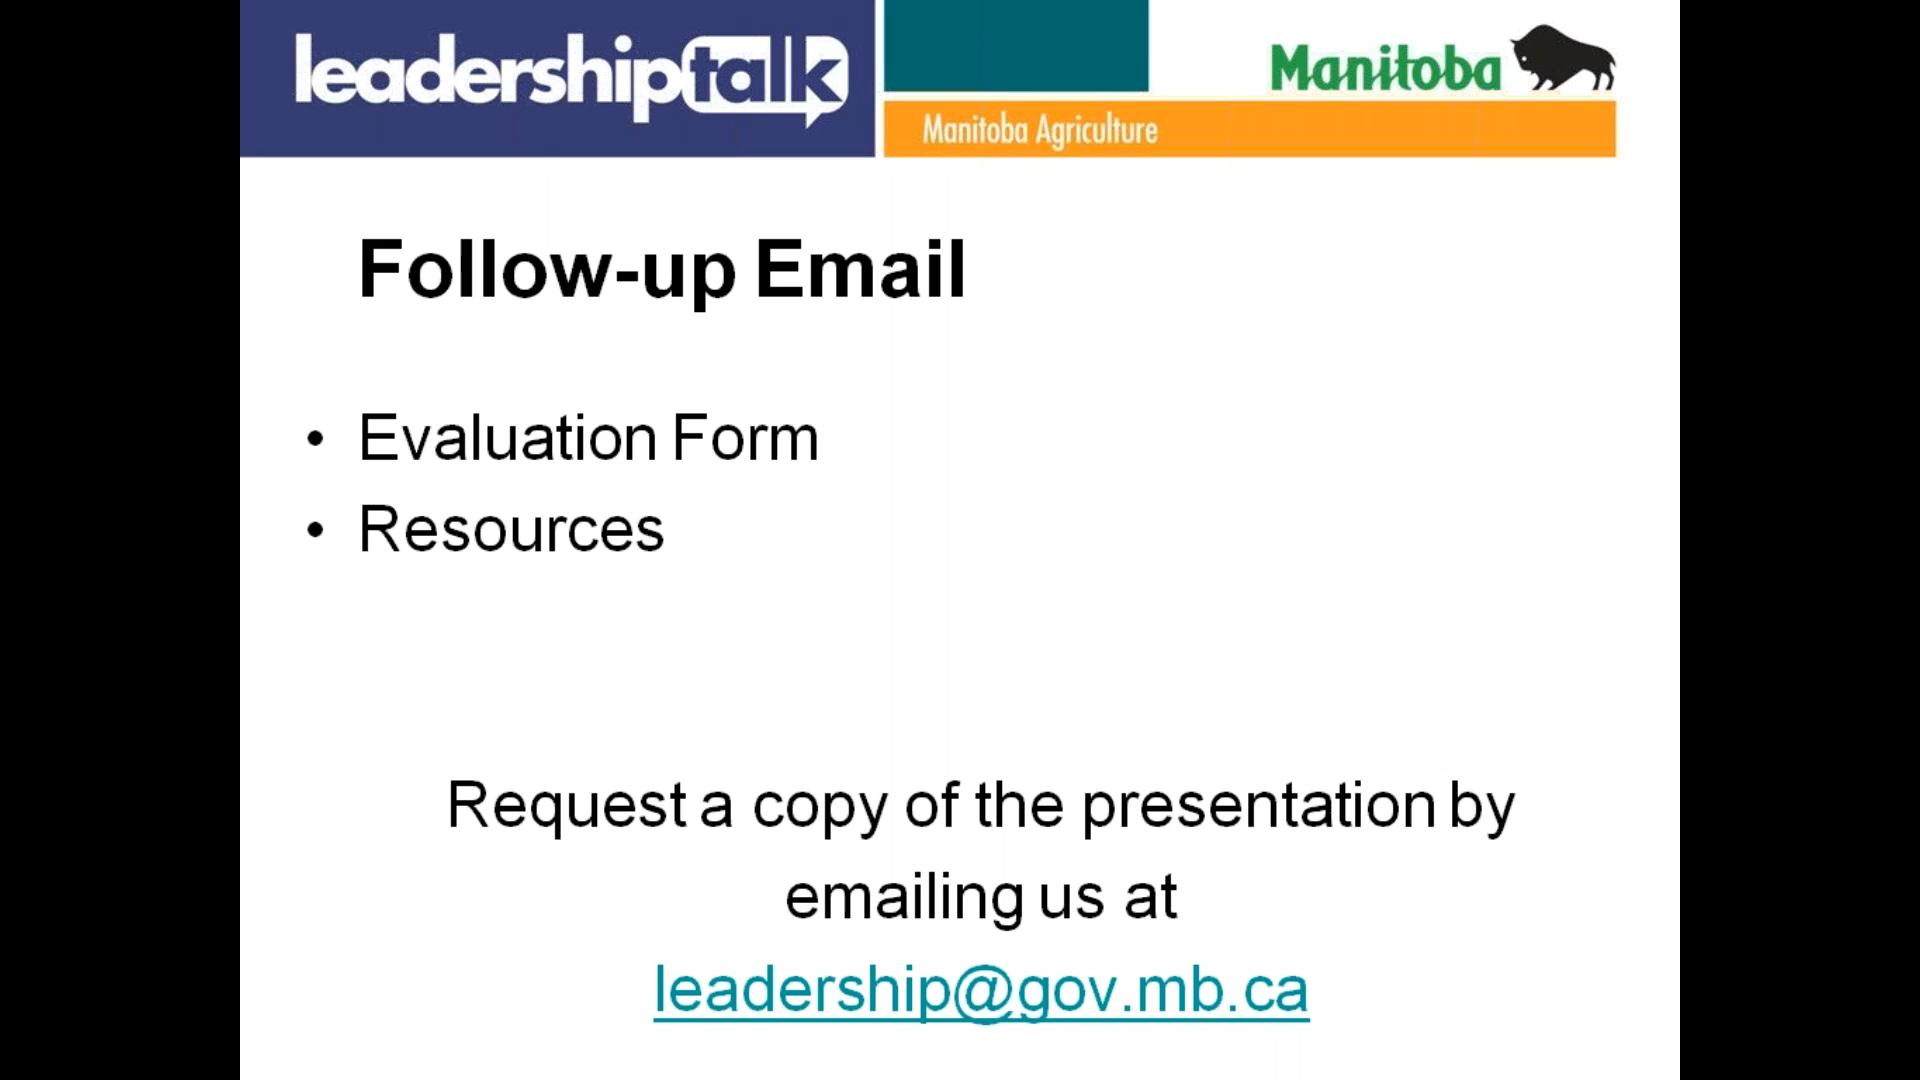 leadershiptalk
Manitoba
Manitoba Agriculture
Follow-up Email
• Evaluation Form
• Resources
Request a copy of the presentation by
emailing us at
leadership@gov.mb.ca